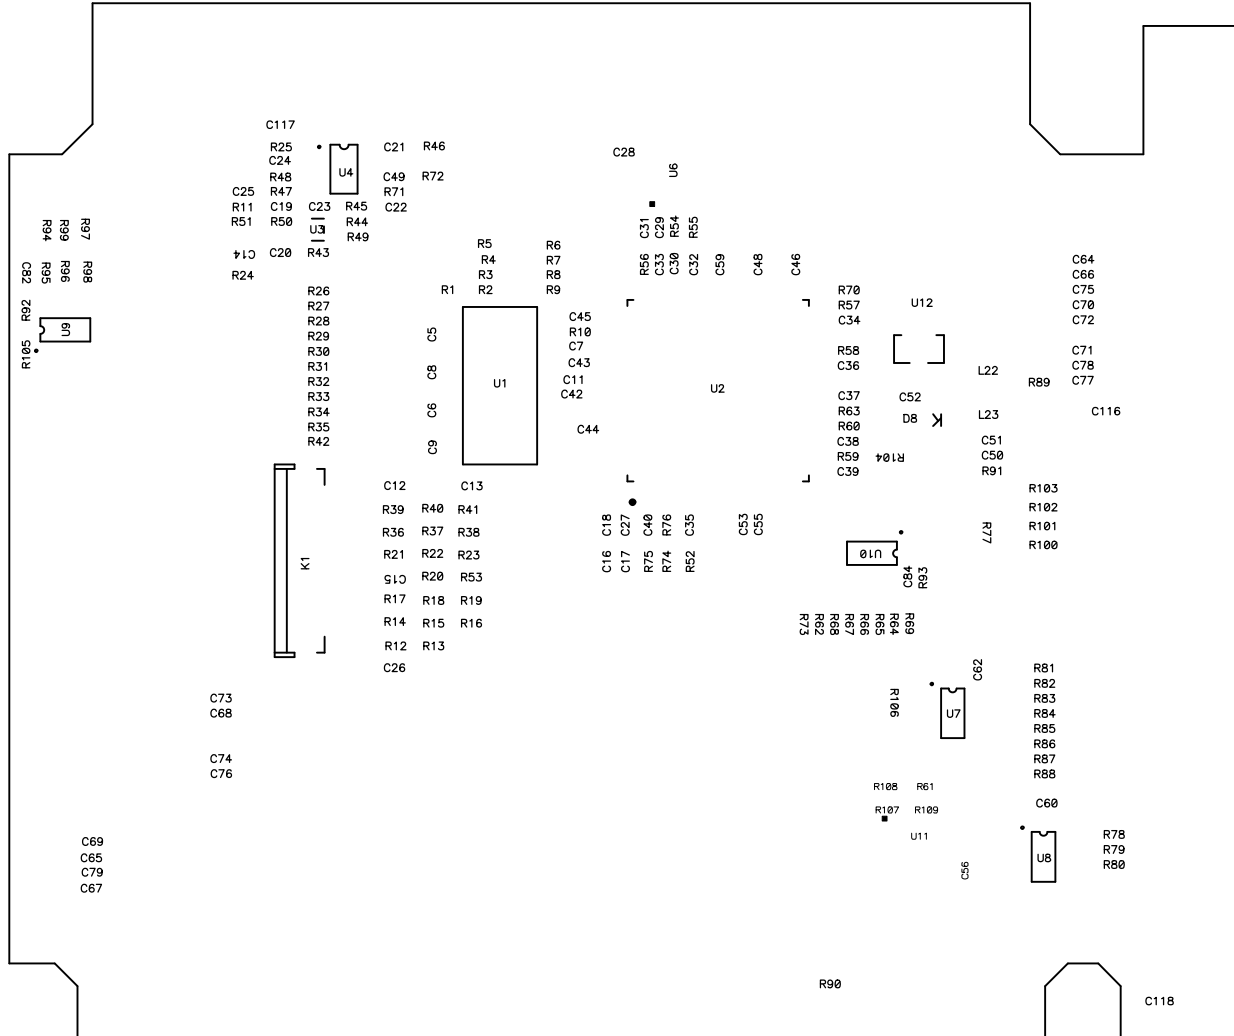 C117
R25 C21 R46
C24 C28
R48 U4 C49 R72 U6
C25 R47 R71
R11 C19 C23 R45 C22
R51 R50 U3 R44 C31 C29 R54 R55
R94 R99 R97 R49
C14 C20 R43 R5 R6
R4 R7 C64
C82 R95 R96 R98 R24 R3 R8 R56 C33 C30 C32 C59 C48 C46 C66
R26 R1 R2 R9 R70 C75
R92 R27 R57 U12 C70
R28 C45 C34 C72
U9 R29 C5 R10
R105 R30 C7 R58 C71
R31 C8 C43 C36 L22 C78
R32 U1 C11 U2 R89 C77
R33 C42 C37 C52
R34 C6 R63 D8 K L23 C116
R35 C44 R60
R42 C9 C38 C51
R59 R104 C50
C39 R91
C12 C13 R103
R39 R40 R41 R102
R36 R37 R38 C18 C27 C40 R76 C35 C53 C55 R77 R101
R21 R22 R23 C16 C17 R75 R74 R52 U10 R100
K1 C15 R20 R53 C84 R93
R17 R18 R19
R14 R15 R16 R73 R62 R68 R67 R66 R65 R64 R69
R12 R13
C26 C62 R81
R82
C73 R106 R83
C68 U7 R84
R85
R86
C74 R87
C76 R88
R108 R61
C60
R107 R109
C69 U11 R78
C65 U8 R79
C79 C56 R80
C67
R90
C118